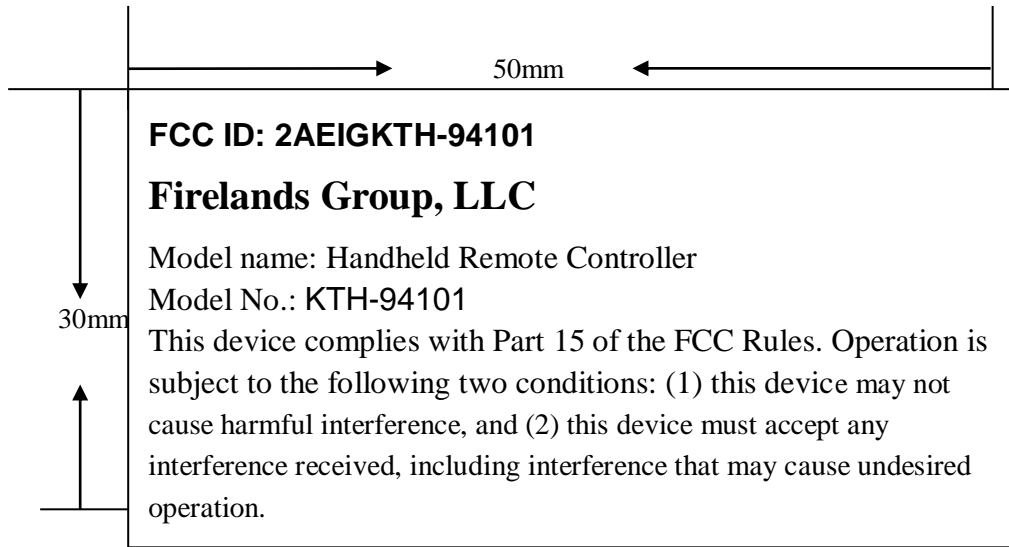 50mm
FCC ID: 2AEIGKTH-94101
Firelands Group, LLC
Model name: Handheld Remote Controller
Model No.: KTH-94101
30mm
This device complies with Part 15 of the FCC Rules. Operation is
subject to the following two conditions: (1) this device may not
cause harmful interference, and (2) this device must accept any
interference received, including interference that may cause undesired
operation.